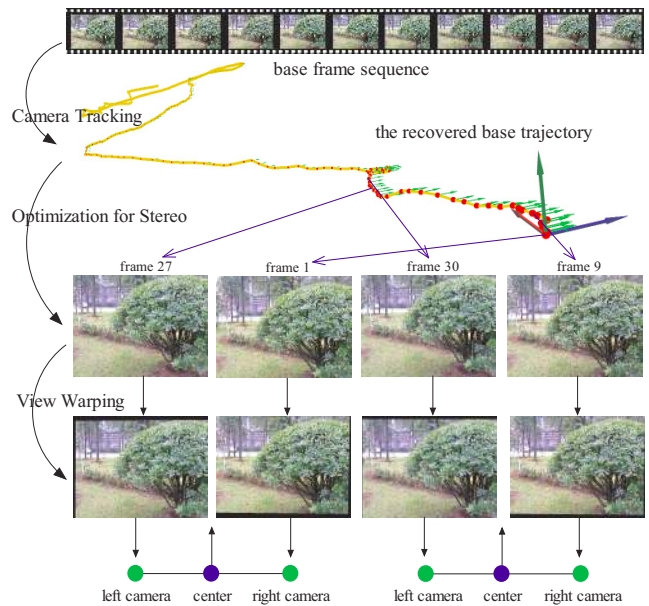 base frame sequence
Camera Tracking
the recovered base trajectory
Optimization for Stereo
frame 27
frame 1
frame 30
frame 9
View Warping
left camera
center
right camera
left camera
center
right camera